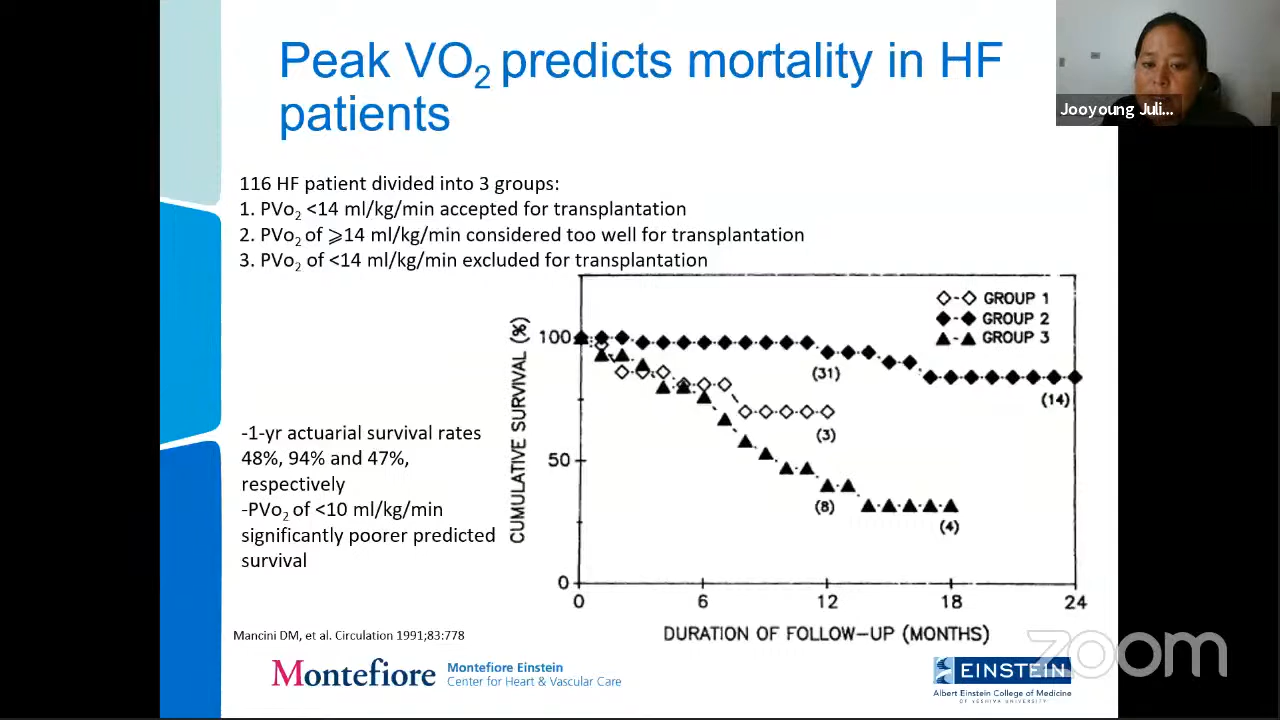 Peak VO2 predicts mortality in HF
patients
Jooyoung Juli...
116 HF patient divided into 3 groups:
1. PVo2 <14 ml/kg/min accepted for transplantation
2. PVo2 of ⩾14 ml/kg/min considered too well for transplantation
3. PVo2 of <14 ml/kg/min excluded for transplantation
-1-yr actuarial survival rates
48%, 94% and 47%,
respectively
-PVo2 of <10 ml/kg/min
significantly poorer predicted
survival
GROUP 1
GROUP 2
GROUP 3
CUMULATIVE SURVIVAL (%)
100
50
0
(31)
(14)
(3)
(8)
(4)
0 6 12 18 24
DURATION OF FOLLOW-UP (MONTHS)
Mancini DM, et al. Circulation 1991;83:778
Montefiore
Montefiore Einstein
Center for Heart & Vascular Care
EINSTEIN
Albert Einstein College of Medicine
OF YESHIVA UNIVERSITY
zoom